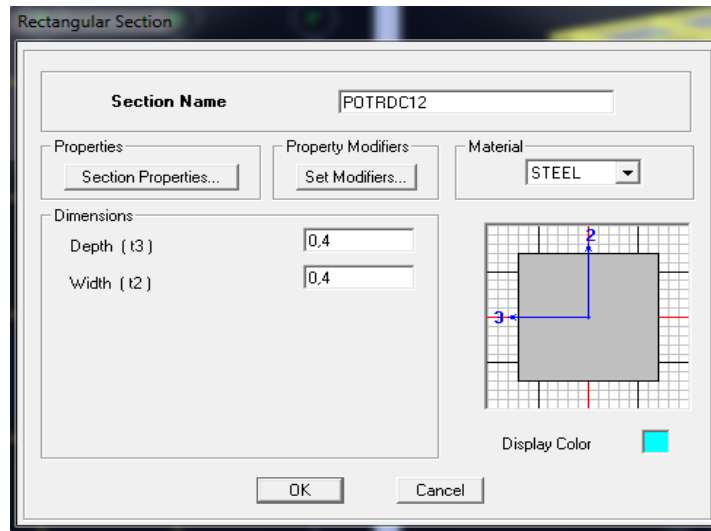 Rectangular Section
Section Name POTRDC12
Properties Property Modifiers Material
Section Properties... Set Modifiers... STEEL
Dimensions
Depth ( t3 ) 0,4
Width ( t2 ) 0,4
2
3
Display Color
OK Cancel